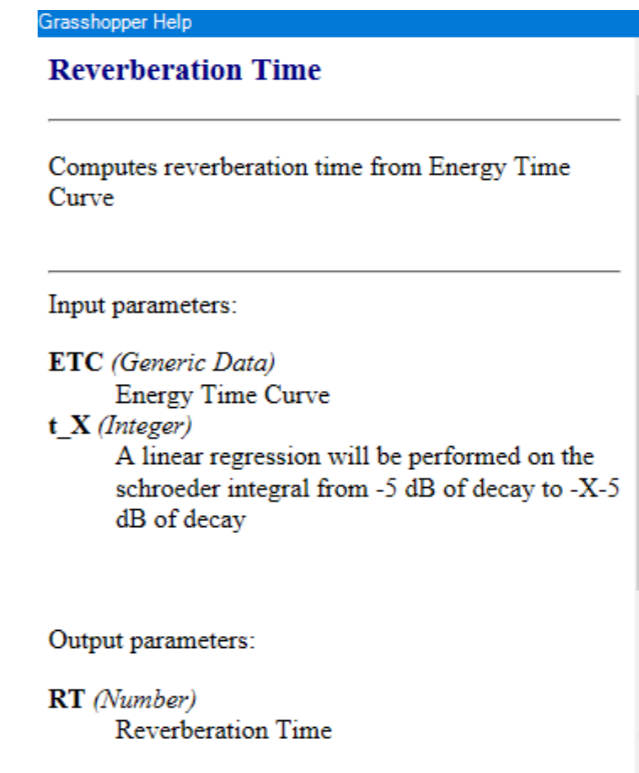 Grasshopper Help
Reverberation Time
Computes reverberation time from Energy Time
Curve
Input parameters:
ETC (Generic Data)
Energy Time Curve
t_X (Integer)
A linear regression will be performed on the
schroeder integral from -5 dB of decay to -X-5
dB of decay
Output parameters:
RT (Number)
Reverberation Time